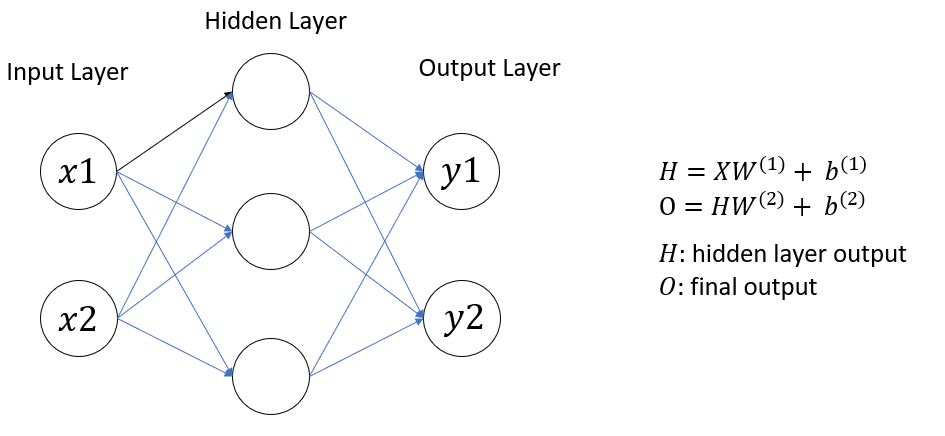 Hidden Layer
Input Layer
Output Layer
x1
x2
y1
y2
H = XW⁽¹⁾ + b⁽¹⁾
O = HW⁽²⁾ + b⁽²⁾
H: hidden layer output
O: final output